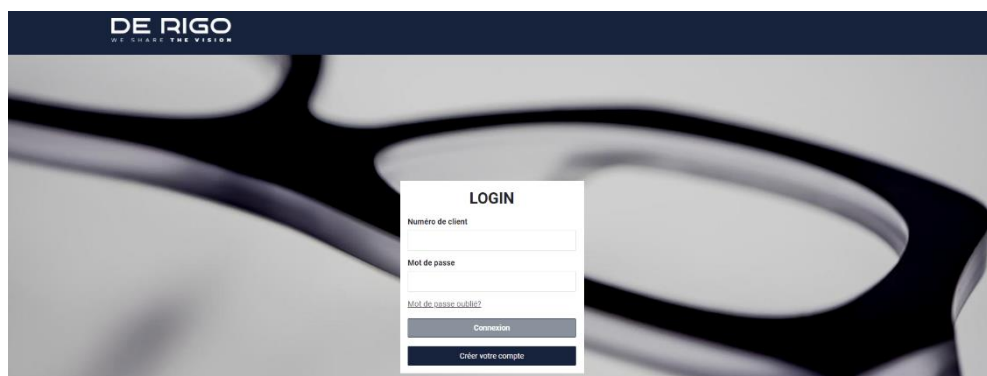 DE RIGO
WE SHARE THE VISION
LOGIN
Numéro de client
Mot de passe
Mot de passe oublié?
Connexion
Créer votre compte